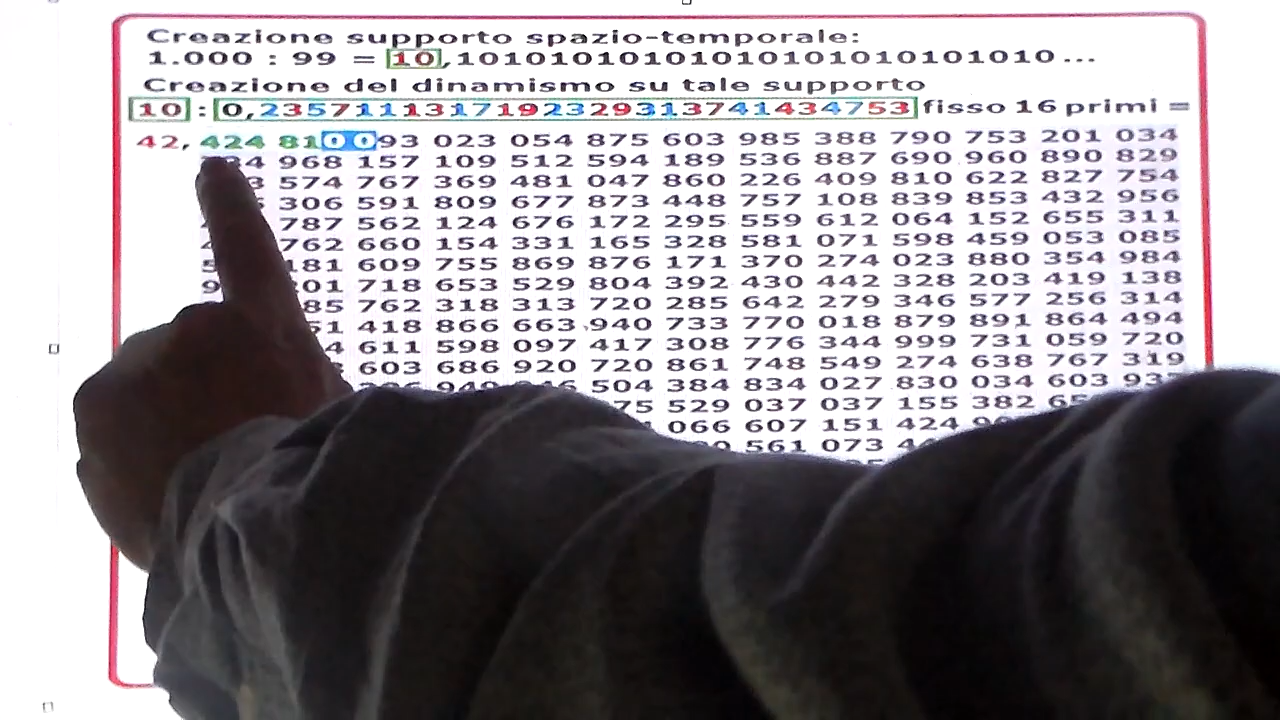 Creazione supporto spazio-temporale:
1.000 : 99 = 10,101010101010101010101010101010...
Creazione del dinamismo su tale supporto
10 : 0,23571113171923293137414347​53 fisso 16 primi =
42, 424 810 093 023 054 875 603 985 388 790 753 201 034
968 157 109 512 594 189 536 887 690 960 890 829
574 767 369 481 047 860 226 409 810 622 827 754
306 591 809 677 873 448 757 108 839 853 432 956
787 562 124 676 172 295 559 612 064 152 655 311
762 660 154 331 165 328 581 071 598 459 053 085
181 609 755 869 876 171 370 274 023 880 354 984
718 653 529 804 392 430 442 328 203 419 138
762 318 313 720 285 642 279 346 577 256 314
418 866 663 940 733 770 018 879 891 864 494
611 598 097 417 308 776 344 999 731 059 720
603 686 920 720 861 748 549 274 638 767 319
504 384 834 027 830 034 603
529 037 037 155 382
066 607 151 424
561 073